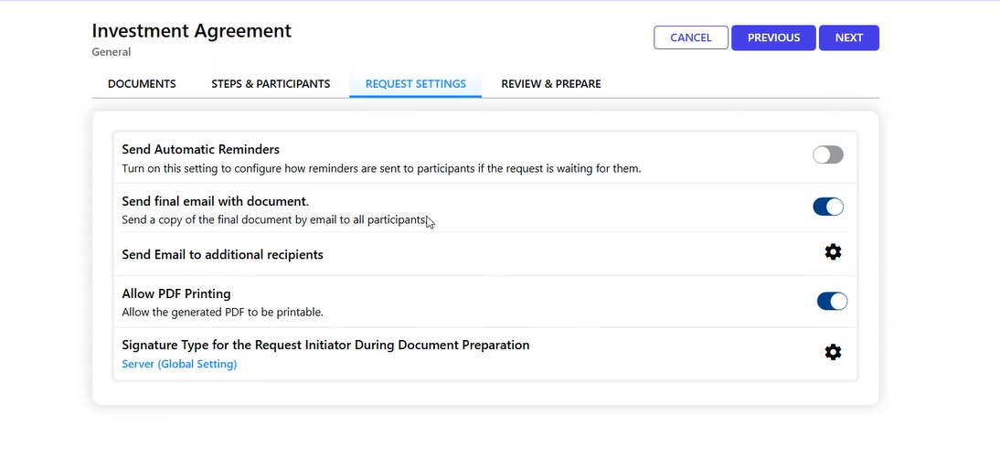 Investment Agreement
General
CANCEL PREVIOUS NEXT
DOCUMENTS STEPS & PARTICIPANTS REQUEST SETTINGS REVIEW & PREPARE
Send Automatic Reminders
Turn on this setting to configure how reminders are sent to participants if the request is waiting for them.
Send final email with document.
Send a copy of the final document by email to all participants.
Send Email to additional recipients
Allow PDF Printing
Allow the generated PDF to be printable.
Signature Type for the Request Initiator During Document Preparation
Server (Global Setting)